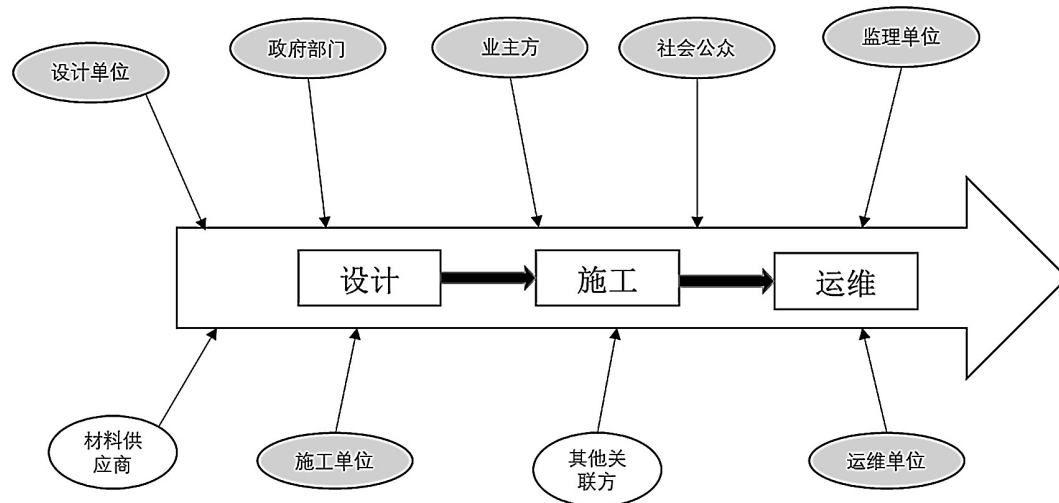 设计单位
政府部门
业主方
社会公众
监理单位
设计
施工
运维
材料供
应商
施工单位
其他关
联方
运维单位